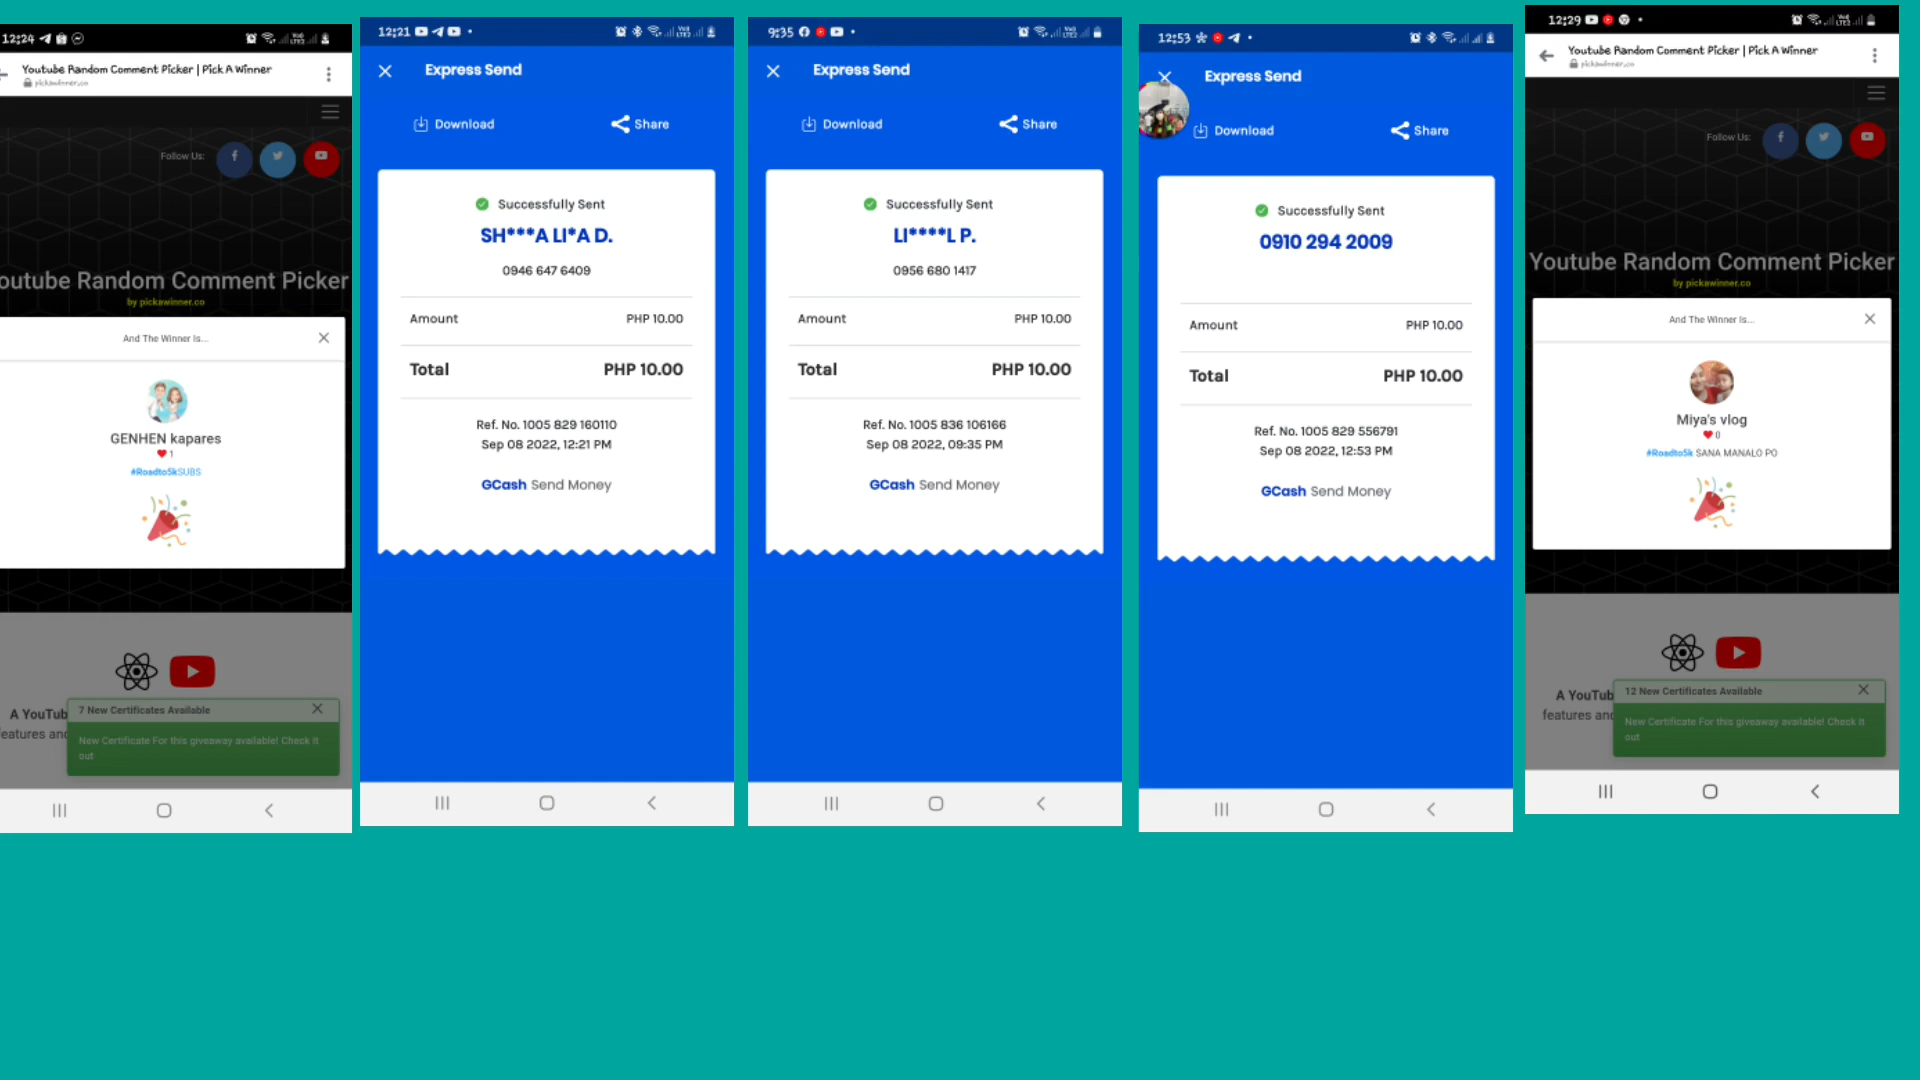 12:24
Youtube Random Comment Picker | Pick A Winner
pickawinner.co
Follow Us:
outube Random Comment Picker
by pickawinner.co
And The Winner Is...
GENHEN kapares
1
#Roadto5kSUBS
A YouTub
eatures and
7 New Certificates Available
New Certificate For this giveaway available! Check it
out
12:21
Express Send
Download
Share
Successfully Sent
SH***A LI*A D.
0946 647 6409
Amount PHP 10.00
Total PHP 10.00
Ref. No. 1005 829 160110
Sep 08 2022, 12:21 PM
GCash Send Money
9:35
Express Send
Download
Share
Successfully Sent
LI****L P.
0956 680 1417
Amount PHP 10.00
Total PHP 10.00
Ref. No. 1005 836 106166
Sep 08 2022, 09:35 PM
GCash Send Money
12:53
Express Send
Download
Share
Successfully Sent
0910 294 2009
Amount PHP 10.00
Total PHP 10.00
Ref. No. 1005 829 556791
Sep 08 2022, 12:53 PM
GCash Send Money
12:29
Youtube Random Comment Picker | Pick A Winner
pickawinner.co
Follow Us:
Youtube Random Comment Picker
by pickawinner.co
And The Winner Is...
Miya's vlog
0
#Roadto5k SANA MANALO PO
A YouTub
features and
12 New Certificates Available
New Certificate For this giveaway available! Check it
out